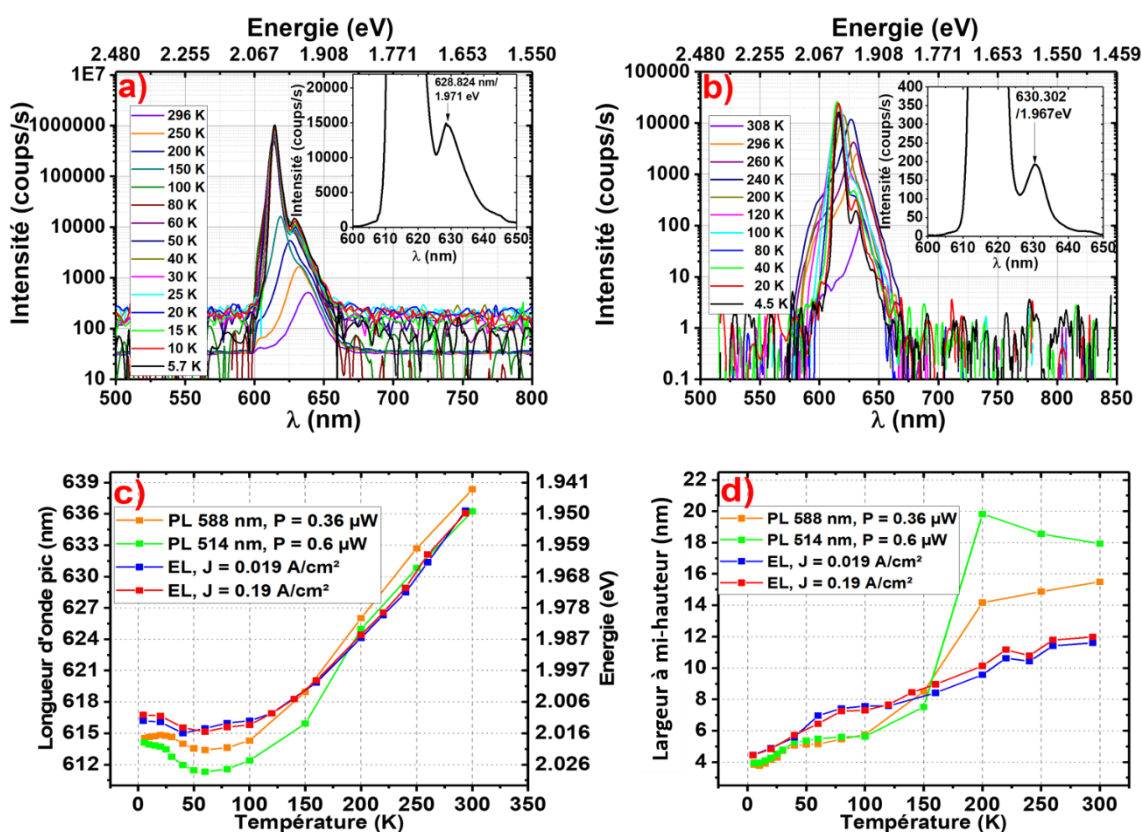 Energie (eV)
2.480 2.255 2.067 1.908 1.771 1.653 1.550
a)
1E7
1000000
100000
10000
1000
100
10
Intensité (coups/s)
296 K
250 K
200 K
150 K
100 K
80 K
60 K
50 K
40 K
30 K
25 K
20 K
15 K
10 K
5.7 K
628.824 nm/
1.971 eV
Intensité (coups/s)
20000
15000
10000
5000
0
600 610 620 630 640 650
λ (nm)
500 550 600 650 700 750 800
λ (nm)
Energie (eV)
2.480 2.255 2.067 1.908 1.771 1.653 1.550 1.459
b)
100000
10000
1000
100
10
1
0.1
Intensité (coups/s)
308 K
296 K
260 K
240 K
200 K
120 K
100 K
80 K
40 K
20 K
4.5 K
630.302
/1.967eV
Intensité (coups/s)
400
350
300
250
200
150
100
50
0
600 610 620 630 640 650
λ (nm)
500 550 600 650 700 750 800 850
λ (nm)
c)
Longueur d'onde pic (nm)
639
636
633
630
627
624
621
618
615
612
PL 588 nm, P = 0.36 µW
PL 514 nm, P = 0.6 µW
EL, J = 0.019 A/cm²
EL, J = 0.19 A/cm²
1.941
1.950
1.959
1.968
1.978
1.987
1.997
2.006
2.016
2.026
Energie (eV)
0 50 100 150 200 250 300 350
Température (K)
d)
Largeur à mi-hauteur (nm)
22
20
18
16
14
12
10
8
6
4
PL 588 nm, P = 0.36 µW
PL 514 nm, P = 0.6 µW
EL, J = 0.019 A/cm²
EL, J = 0.19 A/cm²
0 50 100 150 200 250 300
Température (K)